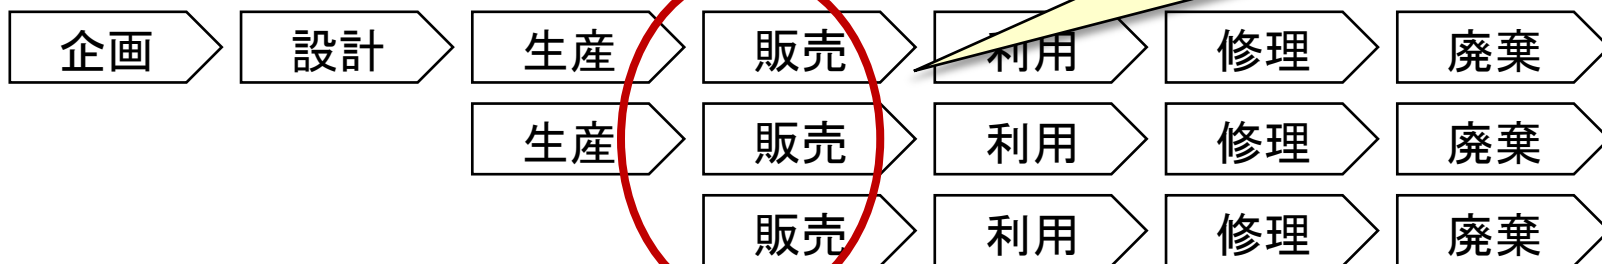 企画 設計 生産 販売 利用 修理 廃棄
生産 販売 利用 修理 廃棄
販売 利用 修理 廃棄